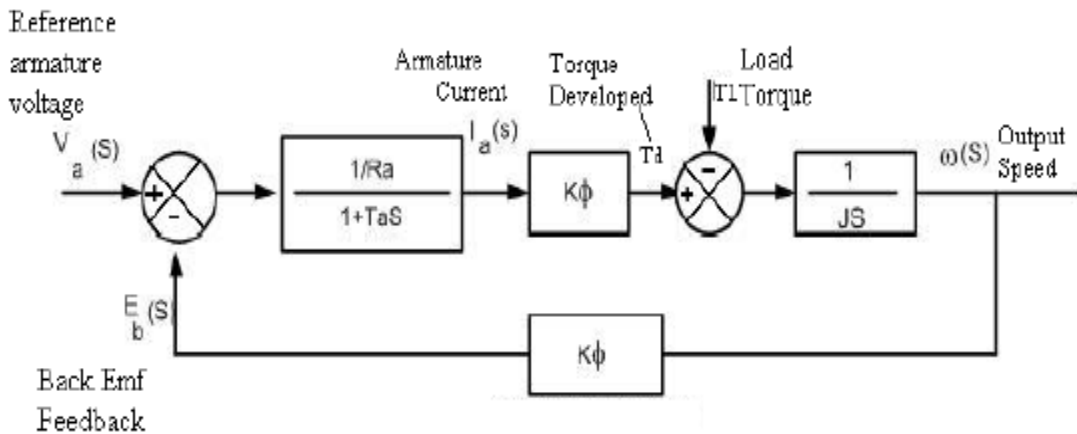 Reference
armature
voltage
V a (S)
+
-
1/Ra
1+TaS
Armature
Current
I a (s)
Kϕ
Torque
Developed
Td
Load
Tl Torque
-
+
1
JS
ω(S)
Output
Speed
E b (S)
Kϕ
Back Emf
Feedback